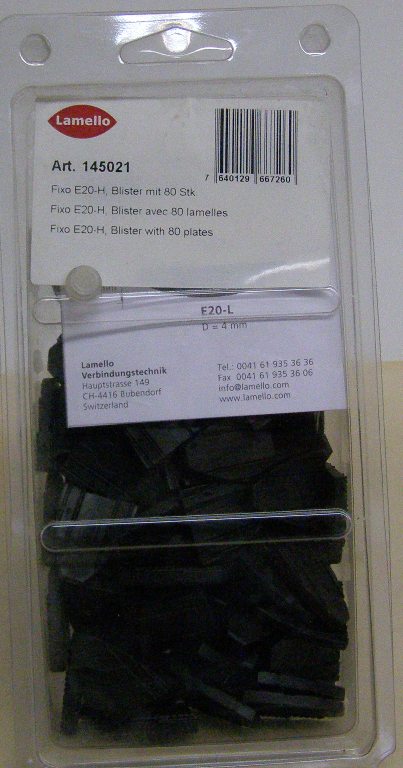 Lamello
Art. 145021
7 640129 667260
Fixo E20-H, Blister mit 80 Stk
Fixo E20-H, Blister avec 80 lamelles
Fixo E20-H, Blister with 80 plates
E20-L
D = 4 mm
Lamello
Verbindungstechnik
Hauptstrasse 149
CH-4416 Bubendorf
Switzerland
Tel.: 0041 61 935 36 36
Fax 0041 61 935 36 06
info@lamello.com
www.lamello.com